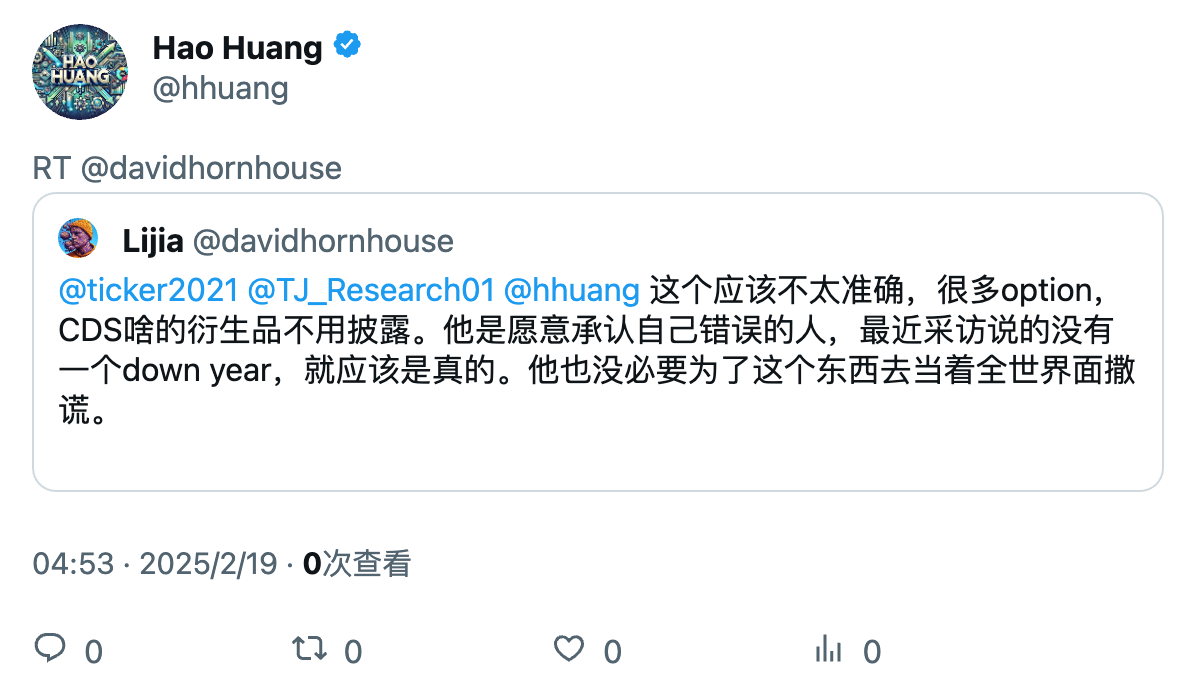 HAO
HUANG
Hao Huang
@hhuang
RT @davidhornhouse
Lijia @davidhornhouse
@ticker2021 @TJ_Research01 @hhuang 这个应该不太准确，很多option，
CDS啥的衍生品不用披露。他是愿意承认自己错误的人，最近采访说的没有
一个down year，就应该是真的。他也没必要为了这个东西去当着全世界面撒
谎。
04:53 · 2025/2/19 · 0次查看
0 0 0 0